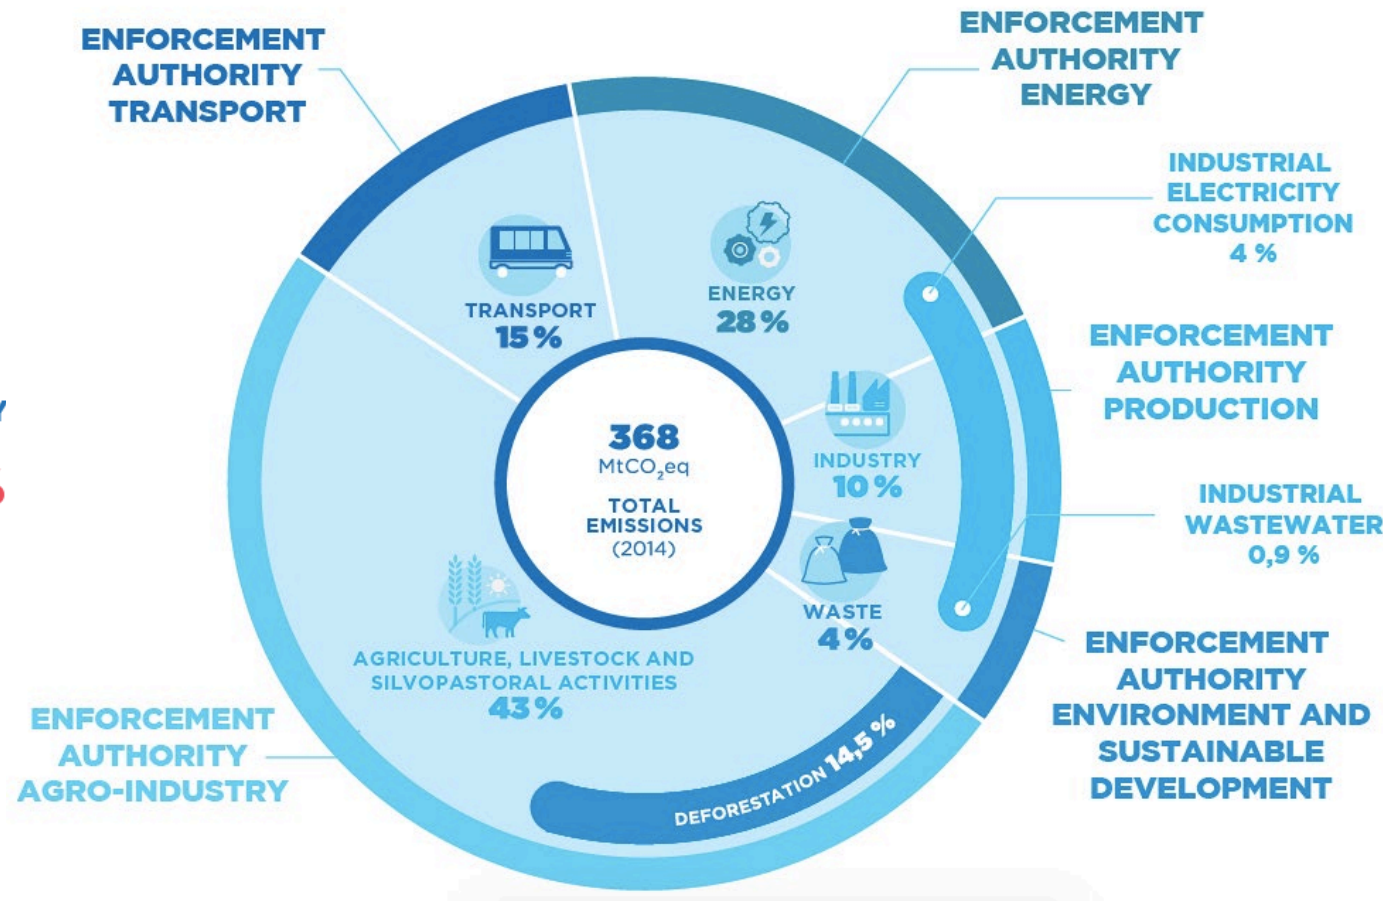 ENFORCEMENT
AUTHORITY
TRANSPORT
ENFORCEMENT
AUTHORITY
ENERGY
INDUSTRIAL
ELECTRICITY
CONSUMPTION
4 %
ENFORCEMENT
AUTHORITY
PRODUCTION
INDUSTRIAL
WASTEWATER
0,9 %
ENFORCEMENT
AUTHORITY
ENVIRONMENT AND
SUSTAINABLE
DEVELOPMENT
ENFORCEMENT
AUTHORITY
AGRO-INDUSTRY
TRANSPORT
15 %
ENERGY
28 %
INDUSTRY
10 %
WASTE
4 %
AGRICULTURE, LIVESTOCK AND
SILVOPASTORAL ACTIVITIES
43 %
DEFORESTATION 14,5 %
368
MtCO₂eq
TOTAL
EMISSIONS
(2014)